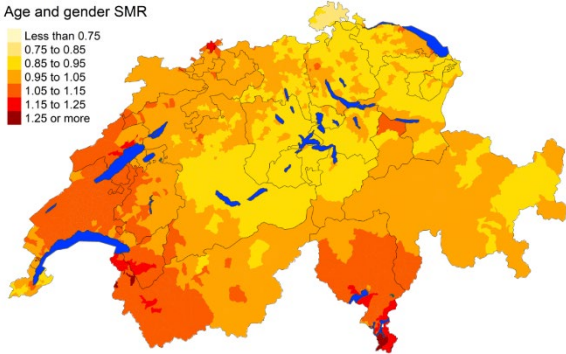 Age and gender SMR
Less than 0.75
0.75 to 0.85
0.85 to 0.95
0.95 to 1.05
1.05 to 1.15
1.15 to 1.25
1.25 or more